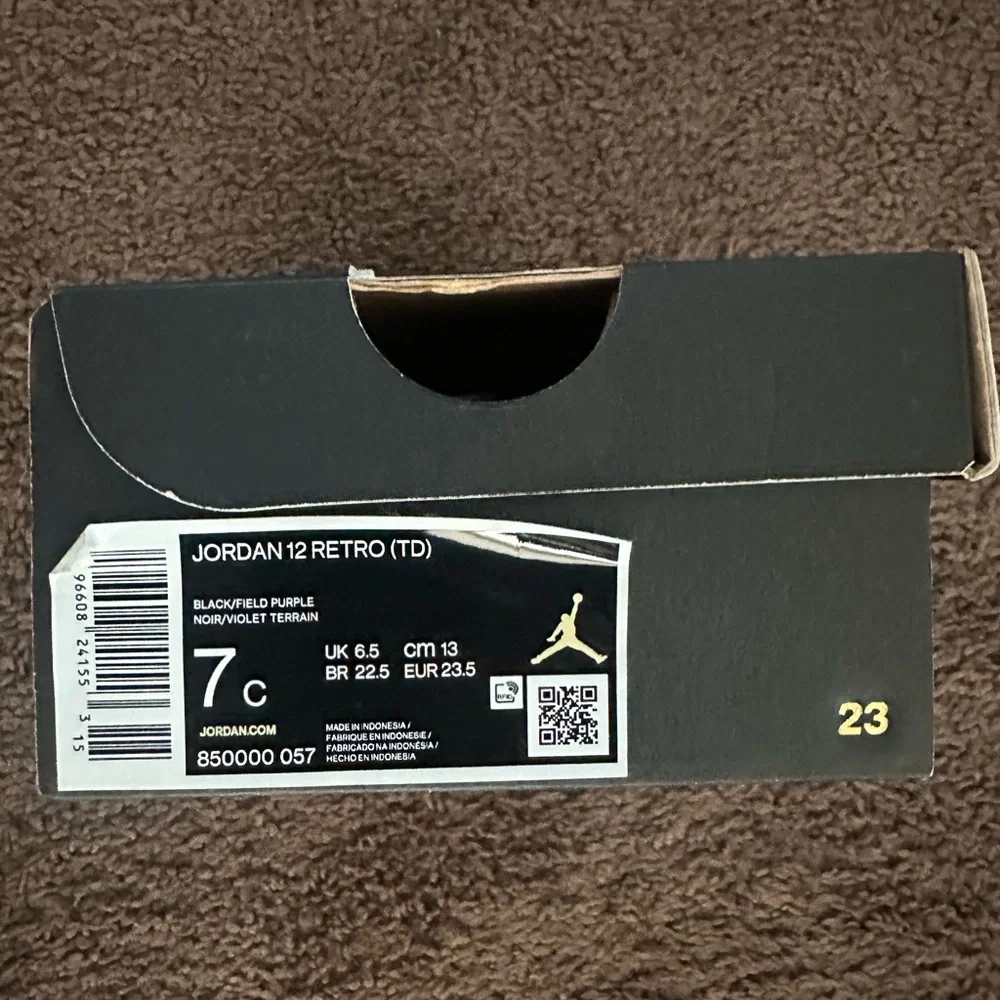 JORDAN 12 RETRO (TD)
BLACK/FIELD PURPLE
NOIR/VIOLET TERRAIN
7 C
UK 6.5 cm 13
BR 22.5 EUR 23.5
JORDAN.COM
850000 057
MADE IN INDONESIA /
FABRIQUE EN INDONESIE /
FABRICADO NA INDONÉSIA /
HECHO EN INDONESIA
RFID
96608 24155 3 15
23